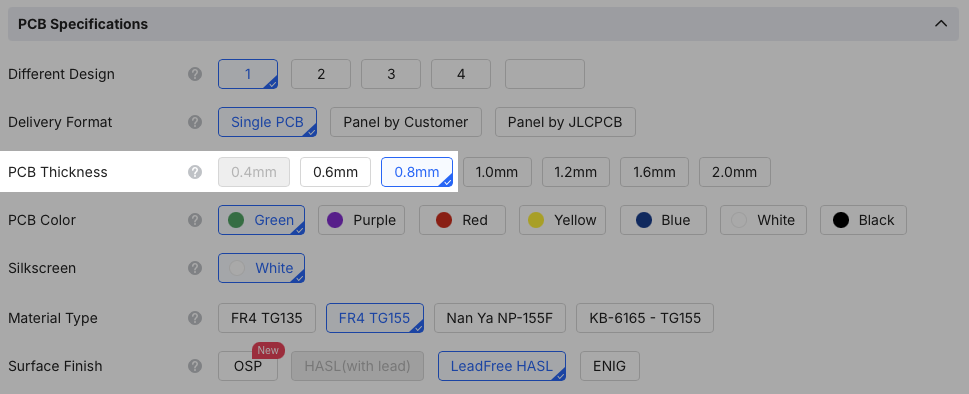 PCB Specifications
Different Design ? 1 2 3 4
Delivery Format ? Single PCB Panel by Customer Panel by JLCPCB
PCB Thickness ? 0.4mm 0.6mm 0.8mm 1.0mm 1.2mm 1.6mm 2.0mm
PCB Color ? Green Purple Red Yellow Blue White Black
Silkscreen ? White
Material Type ? FR4 TG135 FR4 TG155 Nan Ya NP-155F KB-6165 - TG155
New
Surface Finish ? OSP HASL(with lead) LeadFree HASL ENIG